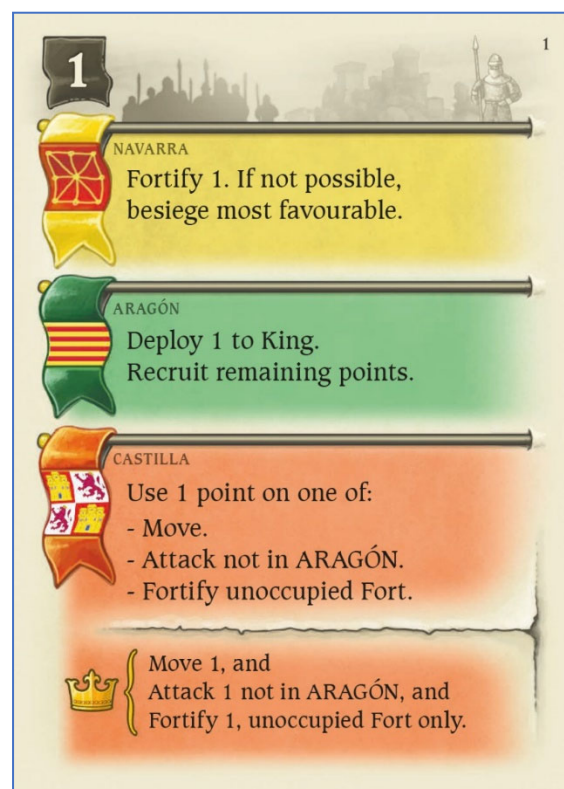 1
1
NAVARRA
Fortify 1. If not possible,
besiege most favourable.
ARAGÓN
Deploy 1 to King.
Recruit remaining points.
CASTILLA
Use 1 point on one of:
- Move.
- Attack not in ARAGÓN.
- Fortify unoccupied Fort.
Move 1, and
Attack 1 not in ARAGÓN, and
Fortify 1, unoccupied Fort only.